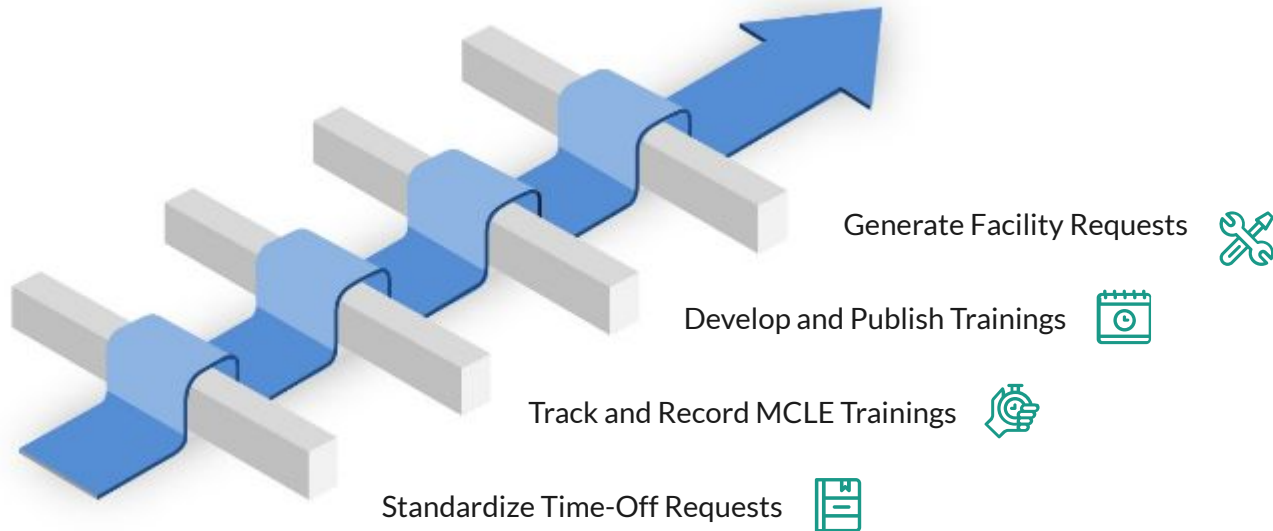 Generate Facility Requests
Develop and Publish Trainings
Track and Record MCLE Trainings
Standardize Time-Off Requests